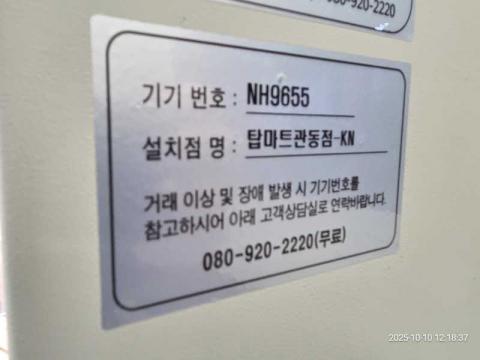 080-920-2220
기기 번호 : NH9655
설치점 명 : 탑마트관동점-KN
거래 이상 및 장애 발생 시 기기번호를
참고하시어 아래 고객상담실로 연락바랍니다.
080-920-2220(무료)
2025-10-10 12:18:37